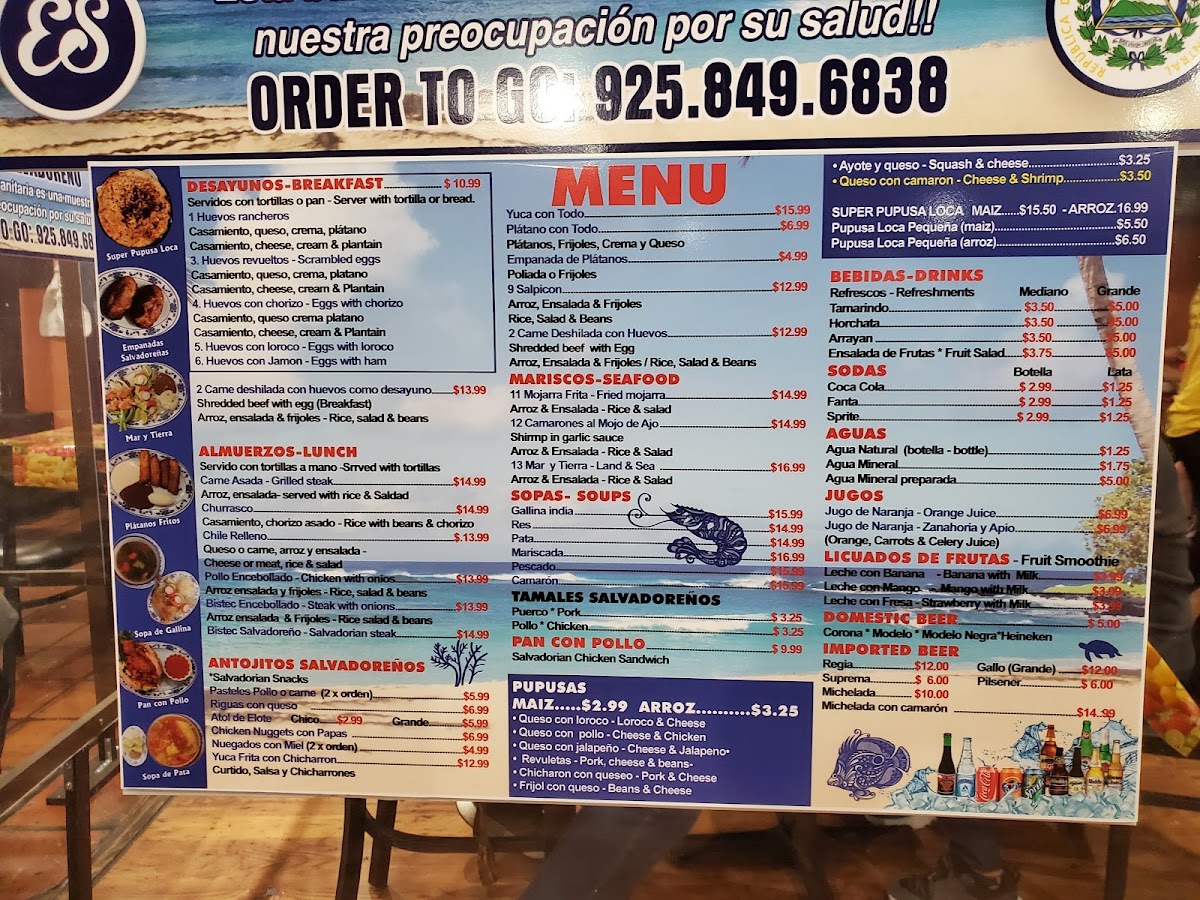 ES
nuestra preocupación por su salud!!
ORDER TO GO! 925.849.6838
REPUBLICA D
RAL
anitaria es una muestr
ocupación por su salu
O GO: 925.849.68
Super Pupusa Loca
Empanadas
Salvadoreñas
Mar y Tierra
Plátanos Fritos
Sopa de Gallina
Pan con Pollo
Sopa de Pata
DESAYUNOS-BREAKFAST $ 10.99
Servidos con tortillas o pan - Server with tortilla or bread.
1 Huevos rancheros
Casamiento, queso, crema, plátano
Casamiento, cheese, cream & plantain
3. Huevos revueltos - Scrambled eggs
Casamiento, queso, crema, platano
Casamiento, cheese, cream & Plantain
4. Huevos con chorizo - Eggs with chorizo
Casamiento, queso crema platano
Casamiento, cheese, cream & Plantain
5. Huevos con loroco - Eggs with loroco
6. Huevos con Jamon - Eggs with ham
2 Carne deshilada con huevos como desayuno $13.99
Shredded beef with egg (Breakfast)
Arroz, ensalada & frijoles - Rice, salad & beans
ALMUERZOS-LUNCH
Servido con tortillas a mano -Srrved with tortillas
Carne Asada - Grilled steak $14.99
Arroz, ensalada- served with rice & Saldad
Churrasco $14.99
Casamiento, chorizo asado - Rice with beans & chorizo
Chile Relleno $.13.99
Queso o carne, arroz y ensalada -
Cheese or meat, rice & salad
Pollo Encebollado - Chicken with onios $13.99
Arroz ensalada y frijoles - Rice, salad & beans
Bistec Encebollado - Steak with onions $13.99
Arroz ensalada & Frijoles - Rice salad & beans
Bistec Salvadoreño - Salvadorian steak $14.99
ANTOJITOS SALVADOREÑOS
*Salvadorian Snacks
Pasteles Pollo o carne (2 x orden) $5.99
Riguas con queso $6.99
Atol de Elote Chico $2.99 Grande $5.99
Chicken Nuggets con Papas $6.99
Nuegados con Miel (2 x orden) $4.99
Yuca Frita con Chicharron $12.99
Curtido, Salsa y Chicharrones
MENU
Yuca con Todo $15.99
Plátano con Todo $6.99
Plátanos, Frijoles, Crema y Queso
Empanada de Plátanos $4.99
Poliada o Frijoles
9 Salpicon $12.99
Arroz, Ensalada & Frijoles
Rice, Salad & Beans
2 Carne Deshilada con Huevos $12.99
Shredded beef with Egg
Arroz, Ensalada & Frijoles / Rice, Salad & Beans
MARISCOS-SEAFOOD
11 Mojarra Frita - Fried mojarra $14.99
Arroz & Ensalada - Rice & salad
12 Camarones al Mojo de Ajo $14.99
Shirmp in garlic sauce
Arroz & Ensalada - Rice & Salad
13 Mar y Tierra - Land & Sea $16.99
Arroz & Ensalada - Rice & Salad
SOPAS- SOUPS
Gallina india $15.99
Res $14.99
Pata $14.99
Mariscada $16.99
Pescado $15.99
Camarón $15.99
TAMALES SALVADOREÑOS
Puerco * Pork $ 3.25
Pollo * Chicken $ 3.25
PAN CON POLLO $ 9.99
Salvadorian Chicken Sandwich
PUPUSAS
MAIZ.....$2.99 ARROZ..........$3.25
• Queso con loroco - Loroco & Cheese
• Queso con pollo - Cheese & Chicken
• Queso con jalapeño - Cheese & Jalapeno•
• Revuletas - Pork, cheese & beans-
• Chicharon con queseo - Pork & Cheese
• Frijol con queso - Beans & Cheese
• Ayote y queso - Squash & cheese $3.25
• Queso con camaron - Cheese & Shrimp $3.50
SUPER PUPUSA LOCA MAIZ.....$15.50 - ARROZ.16.99
Pupusa Loca Pequeña (maiz) $5.50
Pupusa Loca Pequeña (arroz) $6.50
BEBIDAS-DRINKS
Refrescos - Refreshments Mediano Grande
Tamarindo $3.50 $5.00
Horchata $3.50 $5.00
Arrayan $3.50 $5.00
Ensalada de Frutas * Fruit Salad $3.75 $5.00
SODAS Botella Lata
Coca Cola $ 2.99 $1.25
Fanta $ 2.99 $1.25
Sprite $ 2.99 $1.25
AGUAS
Agua Natural (botella - bottle) $1.25
Agua Mineral $1.75
Agua Mineral preparada $5.00
JUGOS
Jugo de Naranja - Orange Juice $6.99
Jugo de Naranja - Zanahoria y Apio $6.99
(Orange, Carrots & Celery Juice)
LICUADOS DE FRUTAS - Fruit Smoothie
Leche con Banana - Banana with Milk $3.99
Leche con Mango - Mango with Milk $3.99
Leche con Fresa - Strawberry with Milk $3.99
DOMESTIC BEER $ 5.00
Corona * Modelo * Modelo Negra*Heineken
IMPORTED BEER
Regia $12.00 Gallo (Grande) $12.00
Suprema $ 6.00 Pilsener $ 6.00
Michelada $10.00
Michelada con camarón $14..99